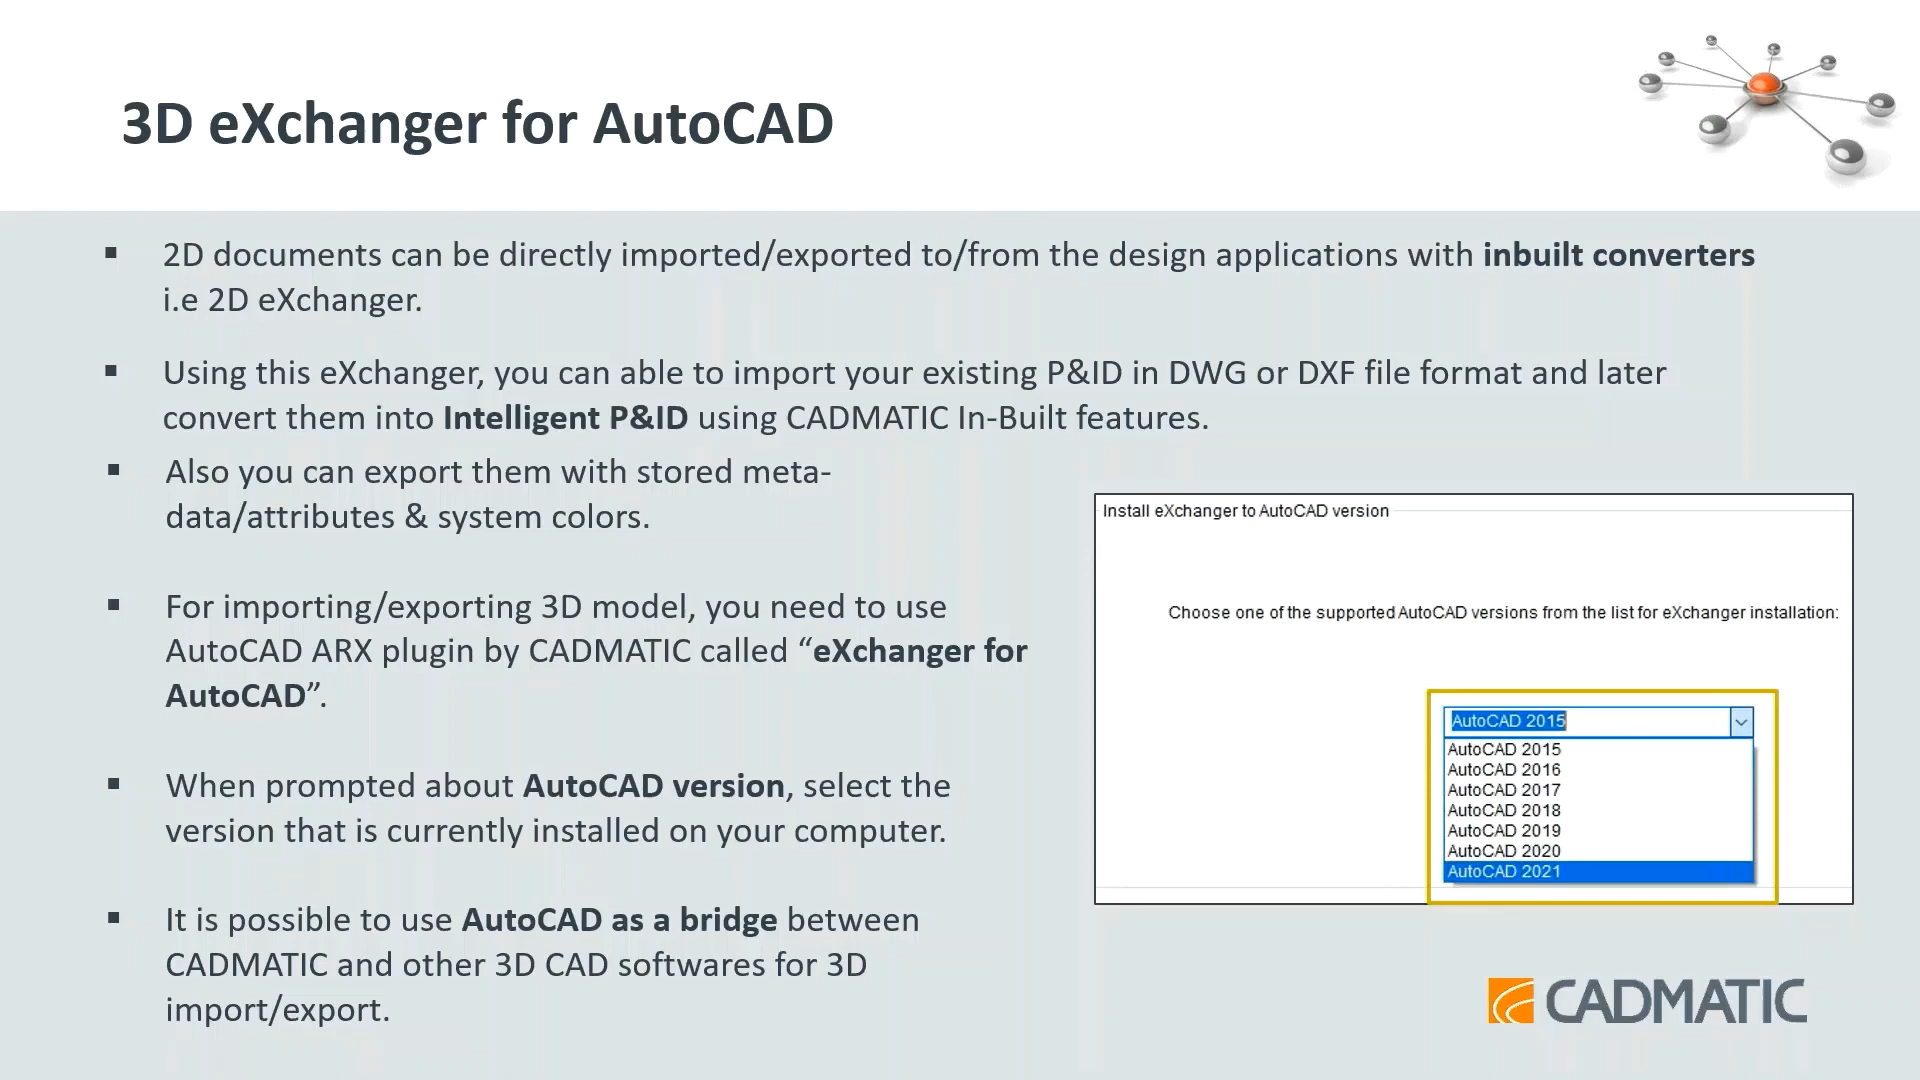 3D eXchanger for AutoCAD
▪ 2D documents can be directly imported/exported to/from the design applications with inbuilt converters
i.e 2D eXchanger.
▪ Using this eXchanger, you can able to import your existing P&ID in DWG or DXF file format and later
convert them into Intelligent P&ID using CADMATIC In-Built features.
▪ Also you can export them with stored meta-
data/attributes & system colors.
▪ For importing/exporting 3D model, you need to use
AutoCAD ARX plugin by CADMATIC called “eXchanger for
AutoCAD”.
▪ When prompted about AutoCAD version, select the
version that is currently installed on your computer.
▪ It is possible to use AutoCAD as a bridge between
CADMATIC and other 3D CAD softwares for 3D
import/export.
Install eXchanger to AutoCAD version
Choose one of the supported AutoCAD versions from the list for eXchanger installation:
AutoCAD 2015
AutoCAD 2015
AutoCAD 2016
AutoCAD 2017
AutoCAD 2018
AutoCAD 2019
AutoCAD 2020
AutoCAD 2021
CADMATIC